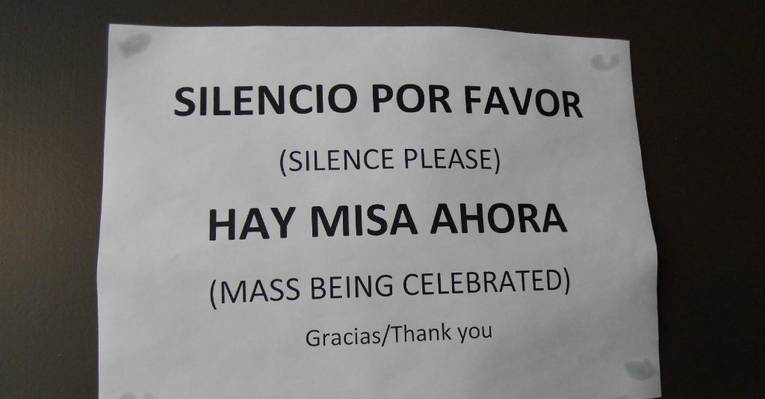 SILENCIO POR FAVOR
(SILENCE PLEASE)
HAY MISA AHORA
(MASS BEING CELEBRATED)
Gracias/Thank you